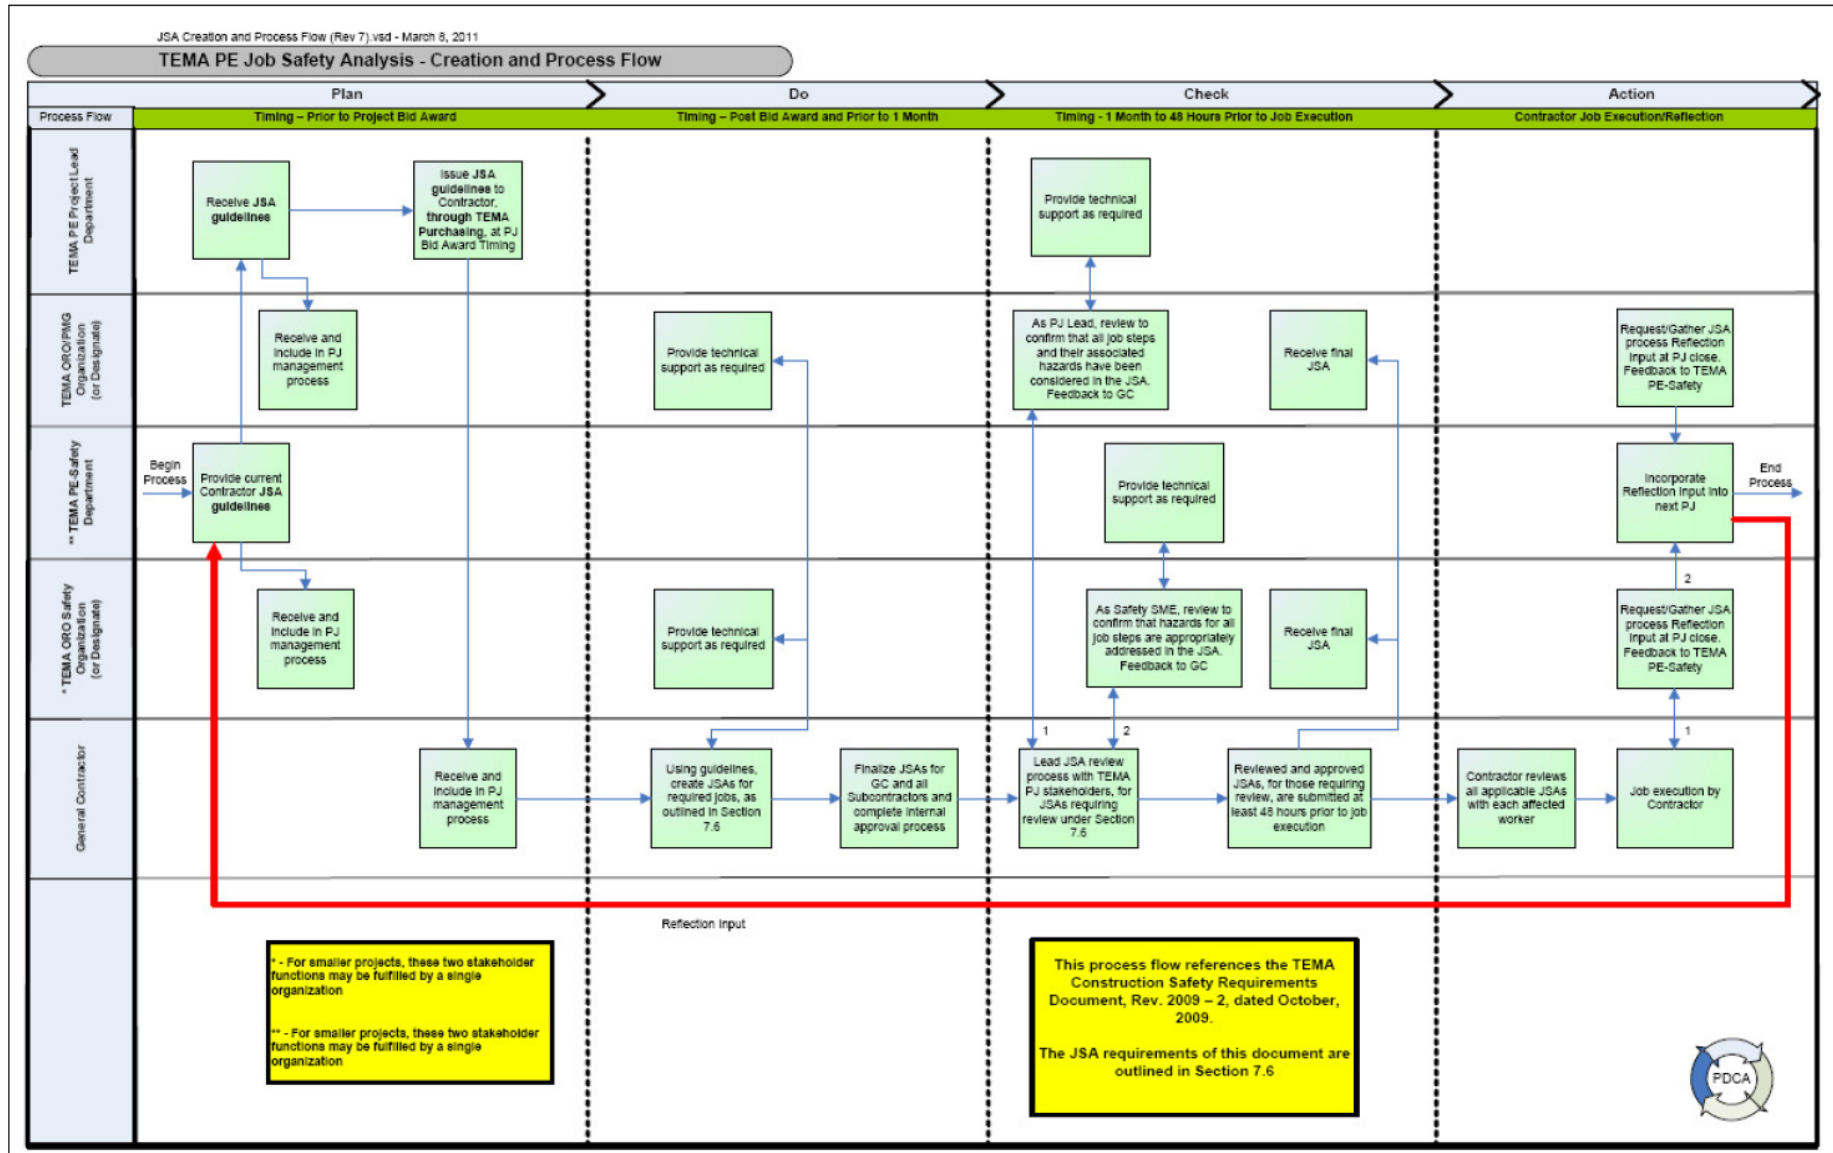 JSA Creation and Process Flow (Rev 7).vsd - March 8, 2011
TEMA PE Job Safety Analysis - Creation and Process Flow
Plan
Do
Check
Action
Process Flow
Timing – Prior to Project Bid Award
Timing – Post Bid Award and Prior to 1 Month
Timing - 1 Month to 48 Hours Prior to Job Execution
Contractor Job Execution/Reflection
TEMA PE Project Lead
Department
Receive JSA
guidelines
Issue JSA
guidelines to
Contractor,
through TEMA
Purchasing, at PJ
Bid Award Timing
Provide technical
support as required
TEMA ORO/PMG
Organization
(or Designate)
Receive and
include in PJ
management
process
Provide technical
support as required
As PJ Lead, review to
confirm that all job steps
and their associated
hazards have been
considered in the JSA.
Feedback to GC
Receive final
JSA
Request/Gather JSA
process Reflection
Input at PJ close.
Feedback to TEMA
PE-Safety
** TEMA PE-Safety
Department
Begin
Process
Provide current
Contractor JSA
guidelines
Provide technical
support as required
Incorporate
Reflection Input into
next PJ
End
Process
* TEMA ORO Safety
Organization
(or Designate)
Receive and
include in PJ
management
process
Provide technical
support as required
As Safety SME, review to
confirm that hazards for all
job steps are appropriately
addressed in the JSA.
Feedback to GC
Receive final
JSA
2
Request/Gather JSA
process Reflection
Input at PJ close.
Feedback to TEMA
PE-Safety
General Contractor
1
2
1
Receive and
include in PJ
management
process
Using guidelines,
create JSAs for
required jobs, as
outlined in Section
7.6
Finalize JSAs for
GC and all
Subcontractors and
complete internal
approval process
Lead JSA review
process with TEMA
PJ stakeholders, for
JSAs requiring
review under Section
7.6
Reviewed and approved
JSAs, for those requiring
review, are submitted at
least 48 hours prior to job
execution
Contractor reviews
all applicable JSAs
with each affected
worker
Job execution by
Contractor
Reflection Input
* - For smaller projects, these two stakeholder
functions may be fulfilled by a single
organization
** - For smaller projects, these two stakeholder
functions may be fulfilled by a single
organization
This process flow references the TEMA
Construction Safety Requirements
Document, Rev. 2009 – 2, dated October,
2009.
The JSA requirements of this document are
outlined in Section 7.6
PDCA